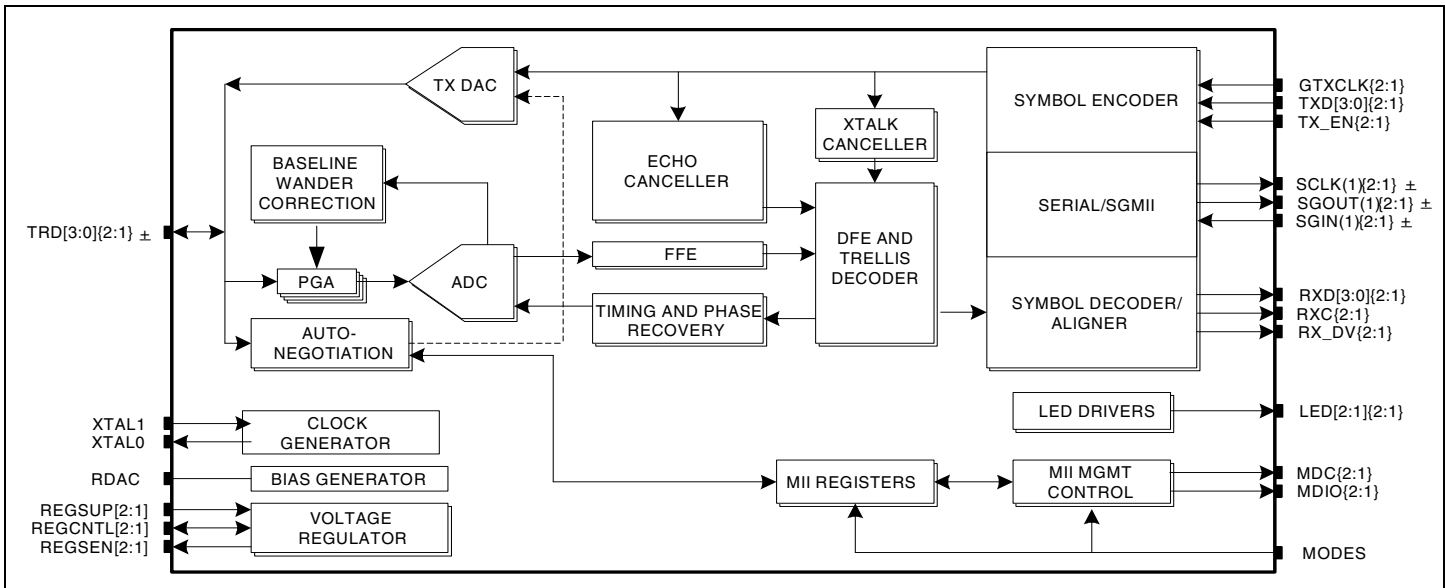 TX DAC
SYMBOL ENCODER
GTXCLK{2:1}
TXD[3:0]{2:1}
TX_EN{2:1}
XTALK
CANCELLER
ECHO
CANCELLER
BASELINE
WANDER
CORRECTION
SERIAL/SGMII
SCLK(1){2:1} ±
SGOUT(1){2:1} ±
SGIN(1){2:1} ±
TRD[3:0]{2:1} ±
DFE AND
TRELLIS
DECODER
FFE
PGA
ADC
TIMING AND PHASE
RECOVERY
SYMBOL DECODER/
ALIGNER
RXD[3:0]{2:1}
RXC{2:1}
RX_DV{2:1}
AUTO-
NEGOTIATION
LED DRIVERS
LED[2:1]{2:1}
XTAL1
XTAL0
CLOCK
GENERATOR
RDAC
BIAS GENERATOR
MII REGISTERS
MII MGMT
CONTROL
MDC{2:1}
MDIO{2:1}
REGSUP[2:1]
REGCNTL[2:1]
REGSEN[2:1]
VOLTAGE
REGULATOR
MODES